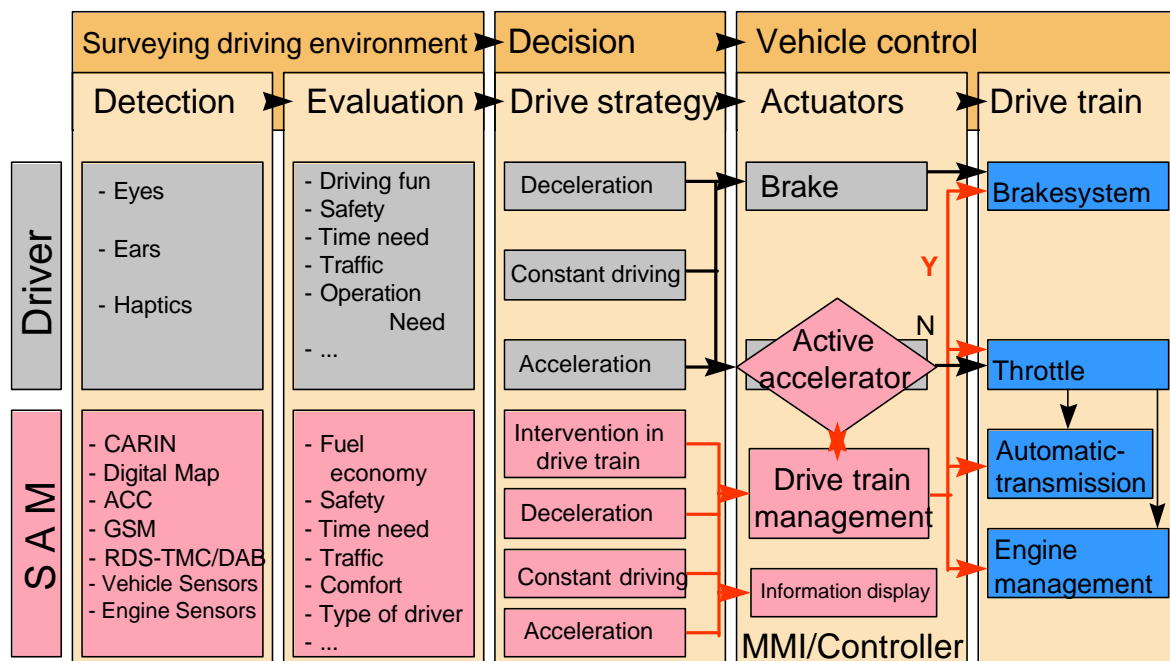 Surveying driving environment
Decision
Vehicle control
Detection
Evaluation
Drive strategy
Actuators
Drive train
Driver
- Eyes
- Ears
- Haptics
- Driving fun
- Safety
- Time need
- Traffic
- Operation
Need
- ...
Deceleration
Constant driving
Acceleration
Brake
Active
accelerator
Y
N
Brakesystem
Throttle
Automatic-
transmission
Engine
management
S A M
- CARIN
- Digital Map
- ACC
- GSM
- RDS-TMC/DAB
- Vehicle Sensors
- Engine Sensors
- Fuel
economy
- Safety
- Time need
- Traffic
- Comfort
- Type of driver
- ...
Intervention in
drive train
Deceleration
Constant driving
Acceleration
Drive train
management
Information display
MMI/Controller